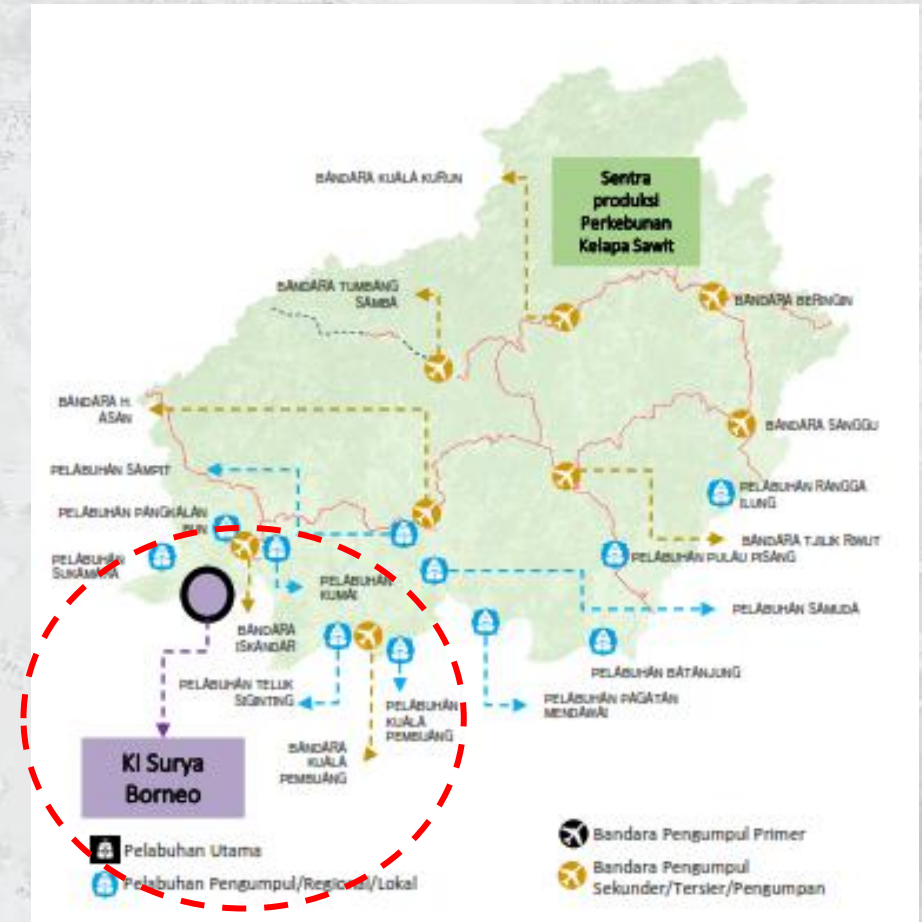 BANDARA KUALA KURUN
Sentra
produksi
Perkebunan
Kelapa Sawit
BANDARA TUMBANG
SAMBA
BANDARA BERINGIN
BANDARA H.
ASAN
BANDARA SANGGU
PELABUHAN SAMPIT
PELABUHAN RANGGA
ILUNG
PELABUHAN PANGKALAN
BUN
BANDARA TJILIK RIWUT
PELABUHAN PULAU PISANG
PELABUHAN
SUKAMARA
PELABUHAN
KUMAI
PELABUHAN SAMUDA
BANDARA
ISKANDAR
PELABUHAN BATANJUNG
PELABUHAN TELUK
SIGINTING
PELABUHAN
KUALA
PEMBUANG
PELABUHAN PAGATAN
MENDAWAI
BANDARA
KUALA
PEMBUANG
KI Surya
Borneo
Pelabuhan Utama
Pelabuhan Pengumpul/Regional/Lokal
Bandara Pengumpul Primer
Bandara Pengumpul
Sekunder/Tersier/Pengumpan